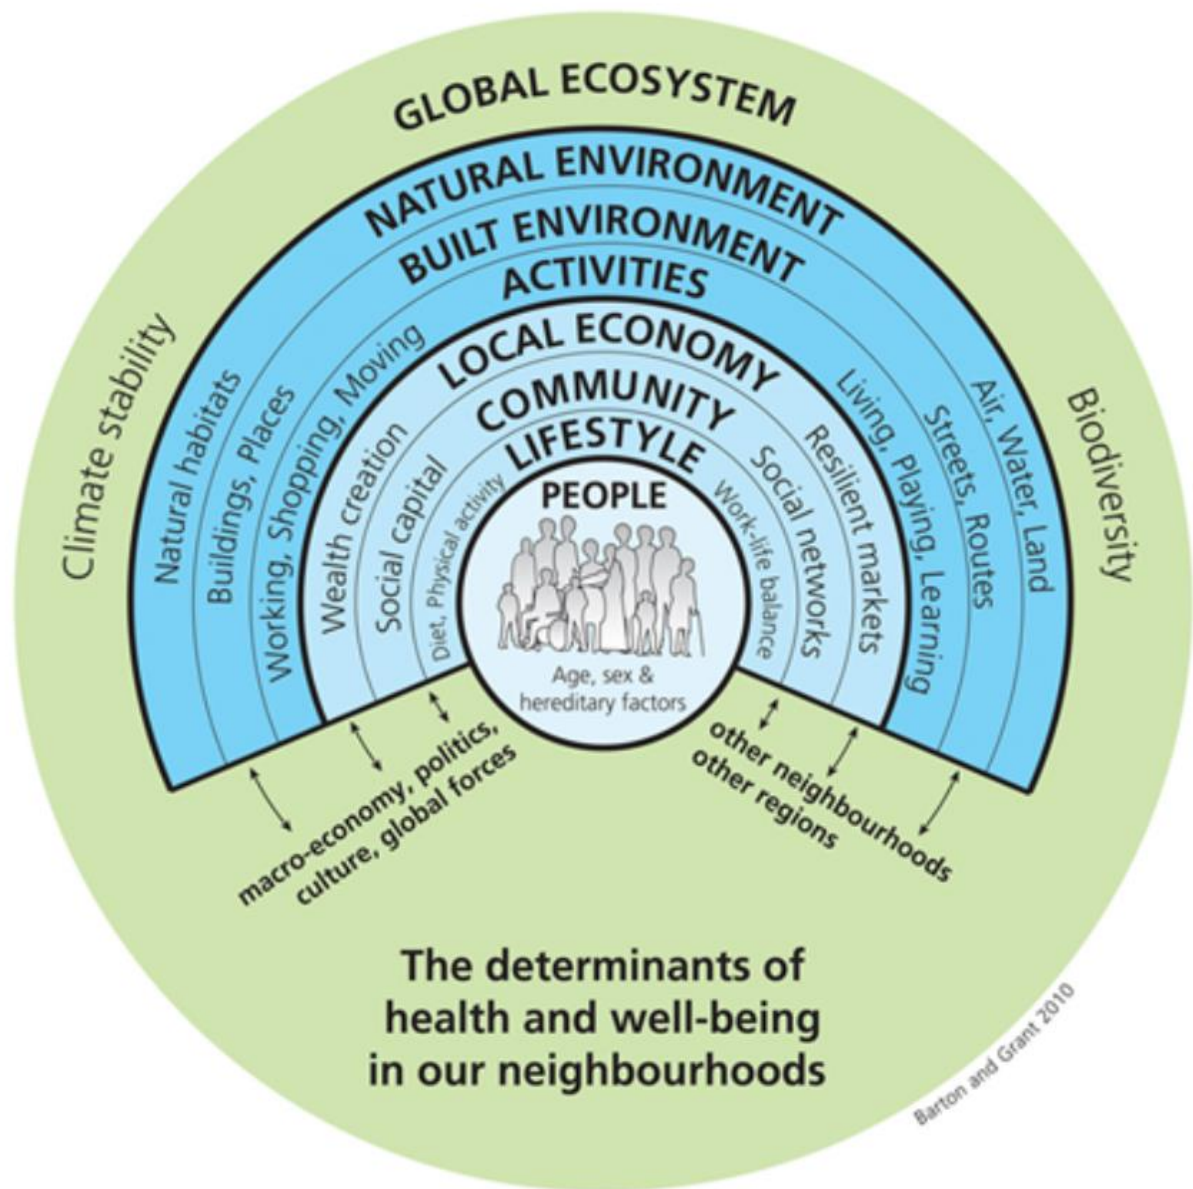 GLOBAL ECOSYSTEM
NATURAL ENVIRONMENT
BUILT ENVIRONMENT
ACTIVITIES
LOCAL ECONOMY
COMMUNITY
LIFESTYLE
PEOPLE
Age, sex &
hereditary factors
Climate stability
Natural habitats
Buildings, Places
Working, Shopping, Moving
Wealth creation
Social capital
Diet, Physical activity
Work-life balance
Social networks
Resilient markets
Living, Playing, Learning
Streets, Routes
Air, Water, Land
Biodiversity
macro-economy, politics,
culture, global forces
other neighbourhoods
other regions
The determinants of
health and well-being
in our neighbourhoods
Barton and Grant 2010